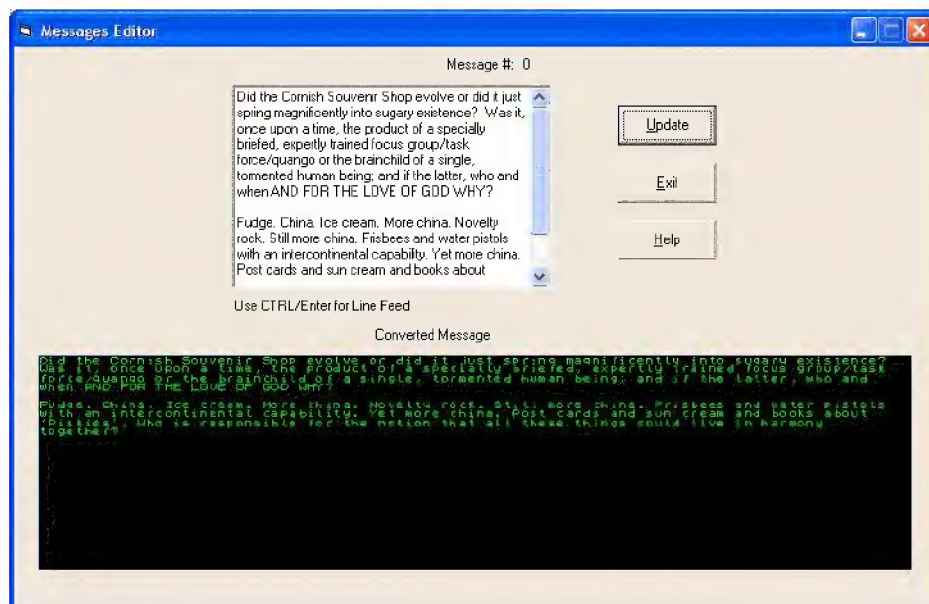 Messages Editor
Message #: 0
Did the Cornish Souvenir Shop evolve or did it just
spring magnificently into sugary existence? Was it,
once upon a time, the product of a specially
briefed, expertly trained focus group/task
force/quango or the brainchild of a single,
tormented human being; and if the latter, who and
when AND FOR THE LOVE OF GOD WHY?
Fudge. China. Ice cream. More china. Novelty
rock. Still more china. Frisbees and water pistols
with an intercontinental capability. Yet more china.
Post cards and sun cream and books about
Update
Exit
Help
Use CTRL/Enter for Line Feed
Converted Message
Did the Cornish Souvenir Shop evolve or did it just spring magnificently into sugary existence?
Was it, once upon a time, the product of a specially briefed, expertly trained focus group/task
force/quango or the brainchild of a single, tormented human being; and if the latter, who and
when AND FOR THE LOVE OF GOD WHY?
Fudge. China. Ice cream. More china. Novelty rock. Still more china. Frisbees and water pistols
with an intercontinental capability. Yet more china. Post cards and sun cream and books about
'Piskies'. Who is responsible for the notion that all these things could live in harmony
together?